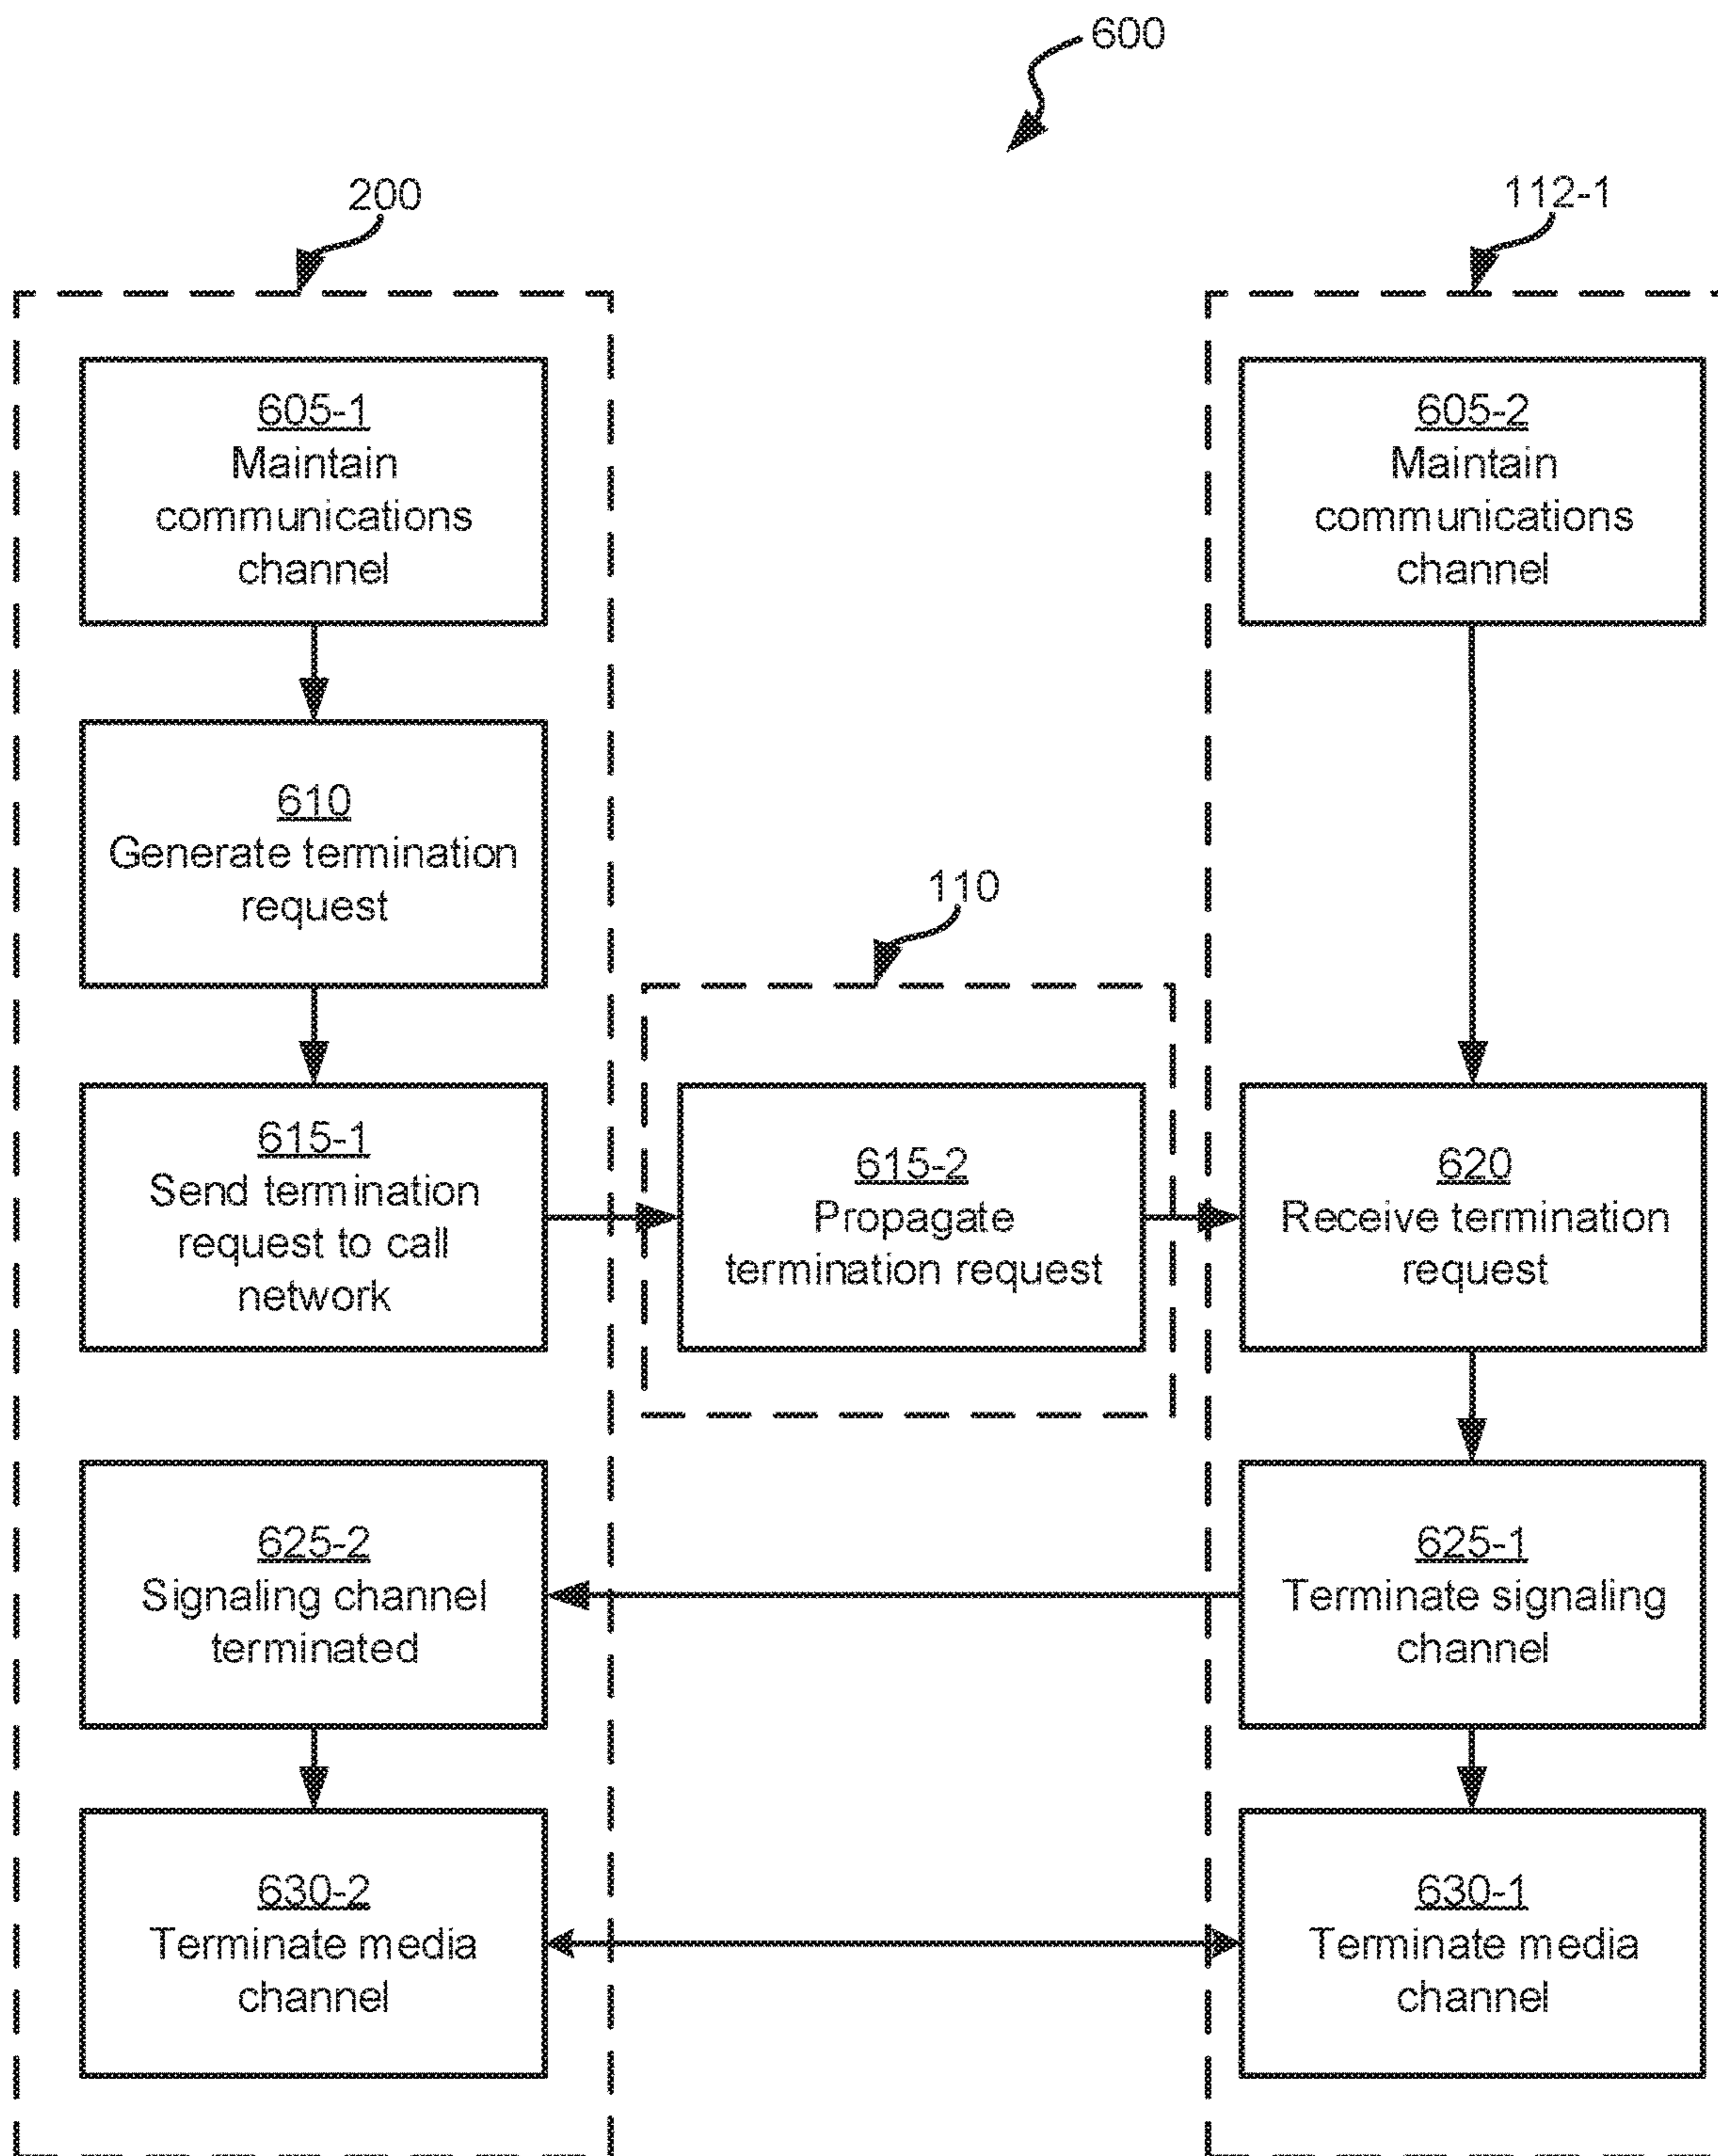 600
200
112-1
605-1
Maintain
communications
channel
605-2
Maintain
communications
channel
610
Generate termination
request
110
615-1
Send termination
request to call
network
615-2
Propagate
termination request
620
Receive termination
request
625-2
Signaling channel
terminated
625-1
Terminate signaling
channel
630-2
Terminate media
channel
630-1
Terminate media
channel